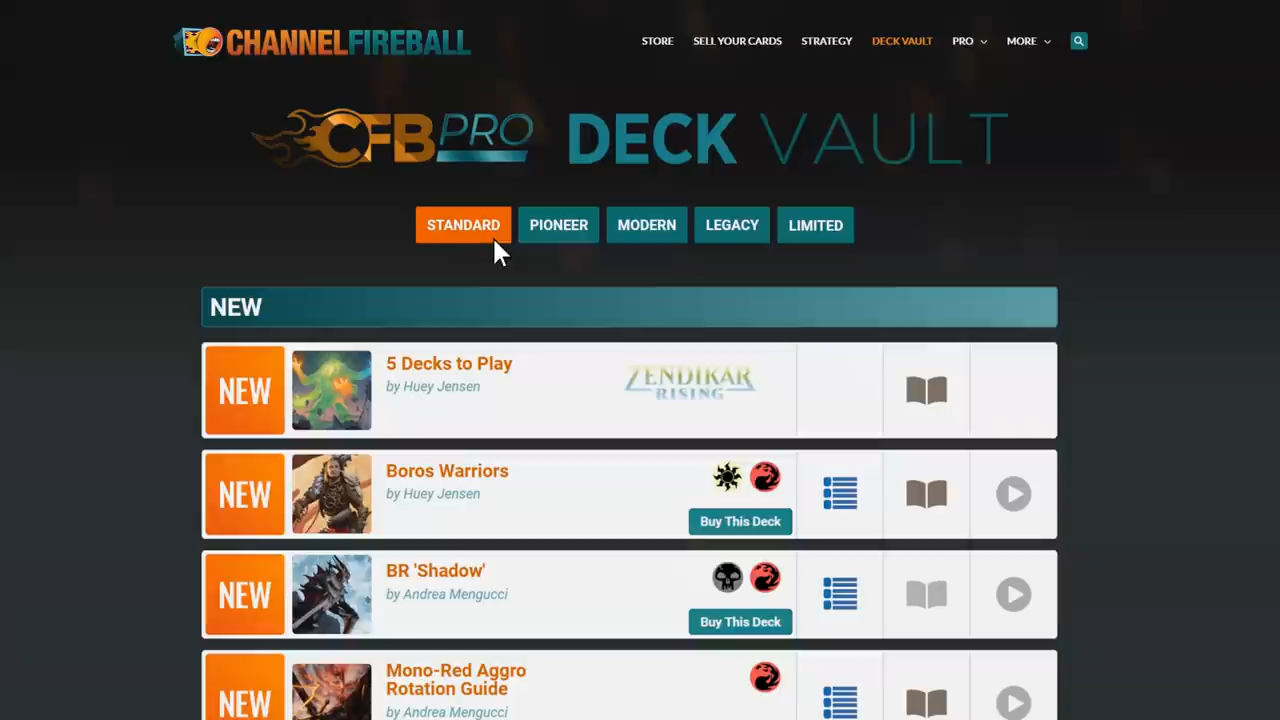 CHANNELFIREBALL
STORE SELL YOUR CARDS STRATEGY DECK VAULT PRO MORE
CFB PRO DECK VAULT
STANDARD PIONEER MODERN LEGACY LIMITED
NEW
NEW
5 Decks to Play
by Huey Jensen
ZENDIKAR
RISING
NEW
Boros Warriors
by Huey Jensen
Buy This Deck
NEW
BR 'Shadow'
by Andrea Mengucci
Buy This Deck
NEW
Mono-Red Aggro
Rotation Guide
by Andrea Mengucci